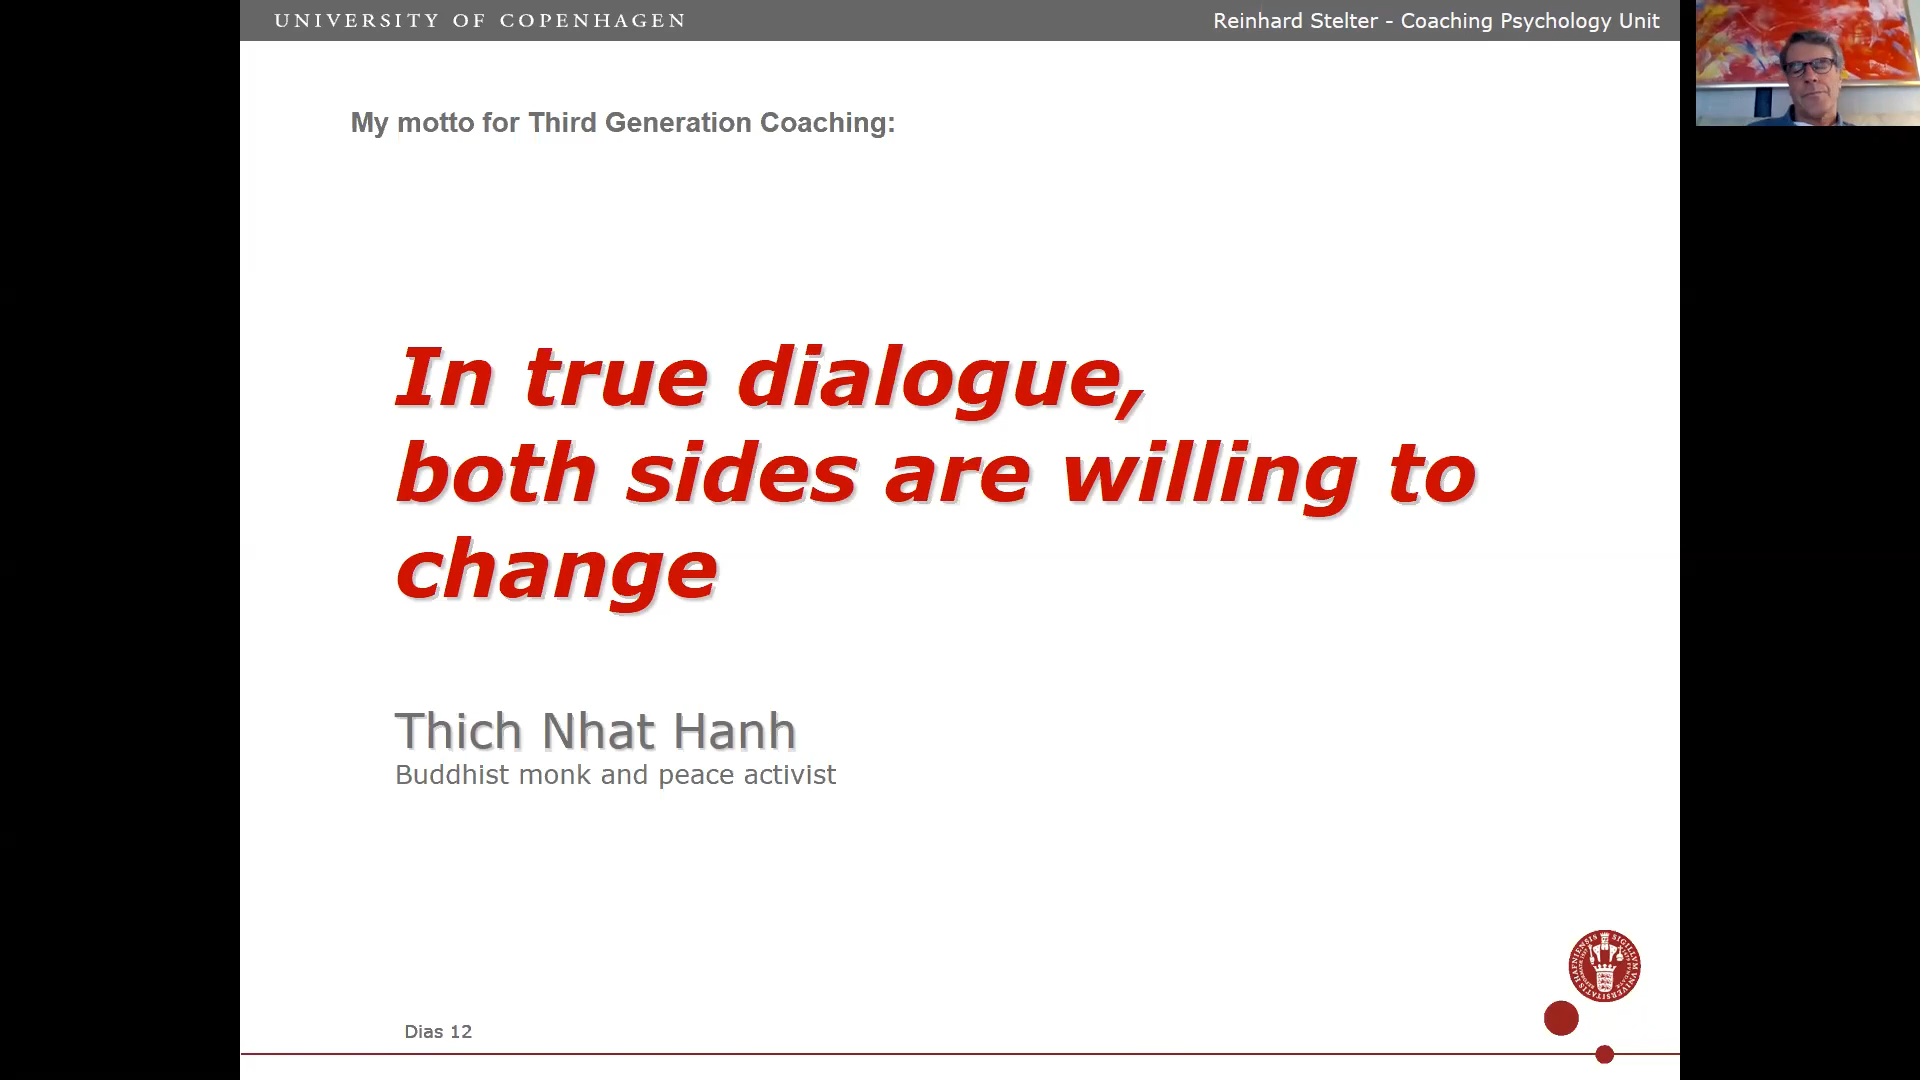 UNIVERSITY OF COPENHAGEN
Reinhard Stelter - Coaching Psychology Unit
My motto for Third Generation Coaching:
In true dialogue,
both sides are willing to
change
Thich Nhat Hanh
Buddhist monk and peace activist
Dias 12